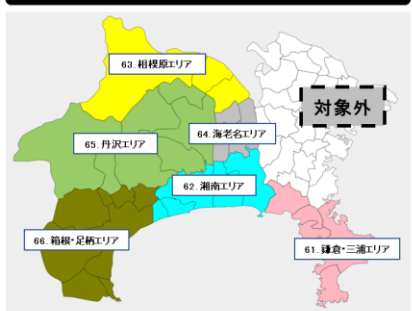 63.相模原エリア
対象外
64.海老名エリア
65.丹沢エリア
62.湘南エリア
66.箱根・足柄エリア
61.鎌倉・三浦エリア